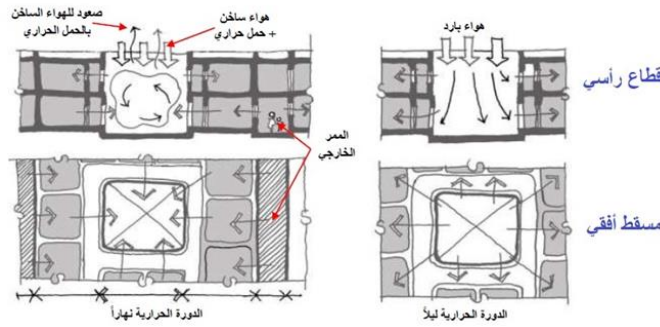 صعود للهواء الساخن
بالحمل الحراري
هواء ساخن
+ حمل حراري
هواء بارد
قطاع رأسي
الممر
الخارجي
مسقط أفقي
الدورة الحرارية نهاراً
الدورة الحرارية ليلاً